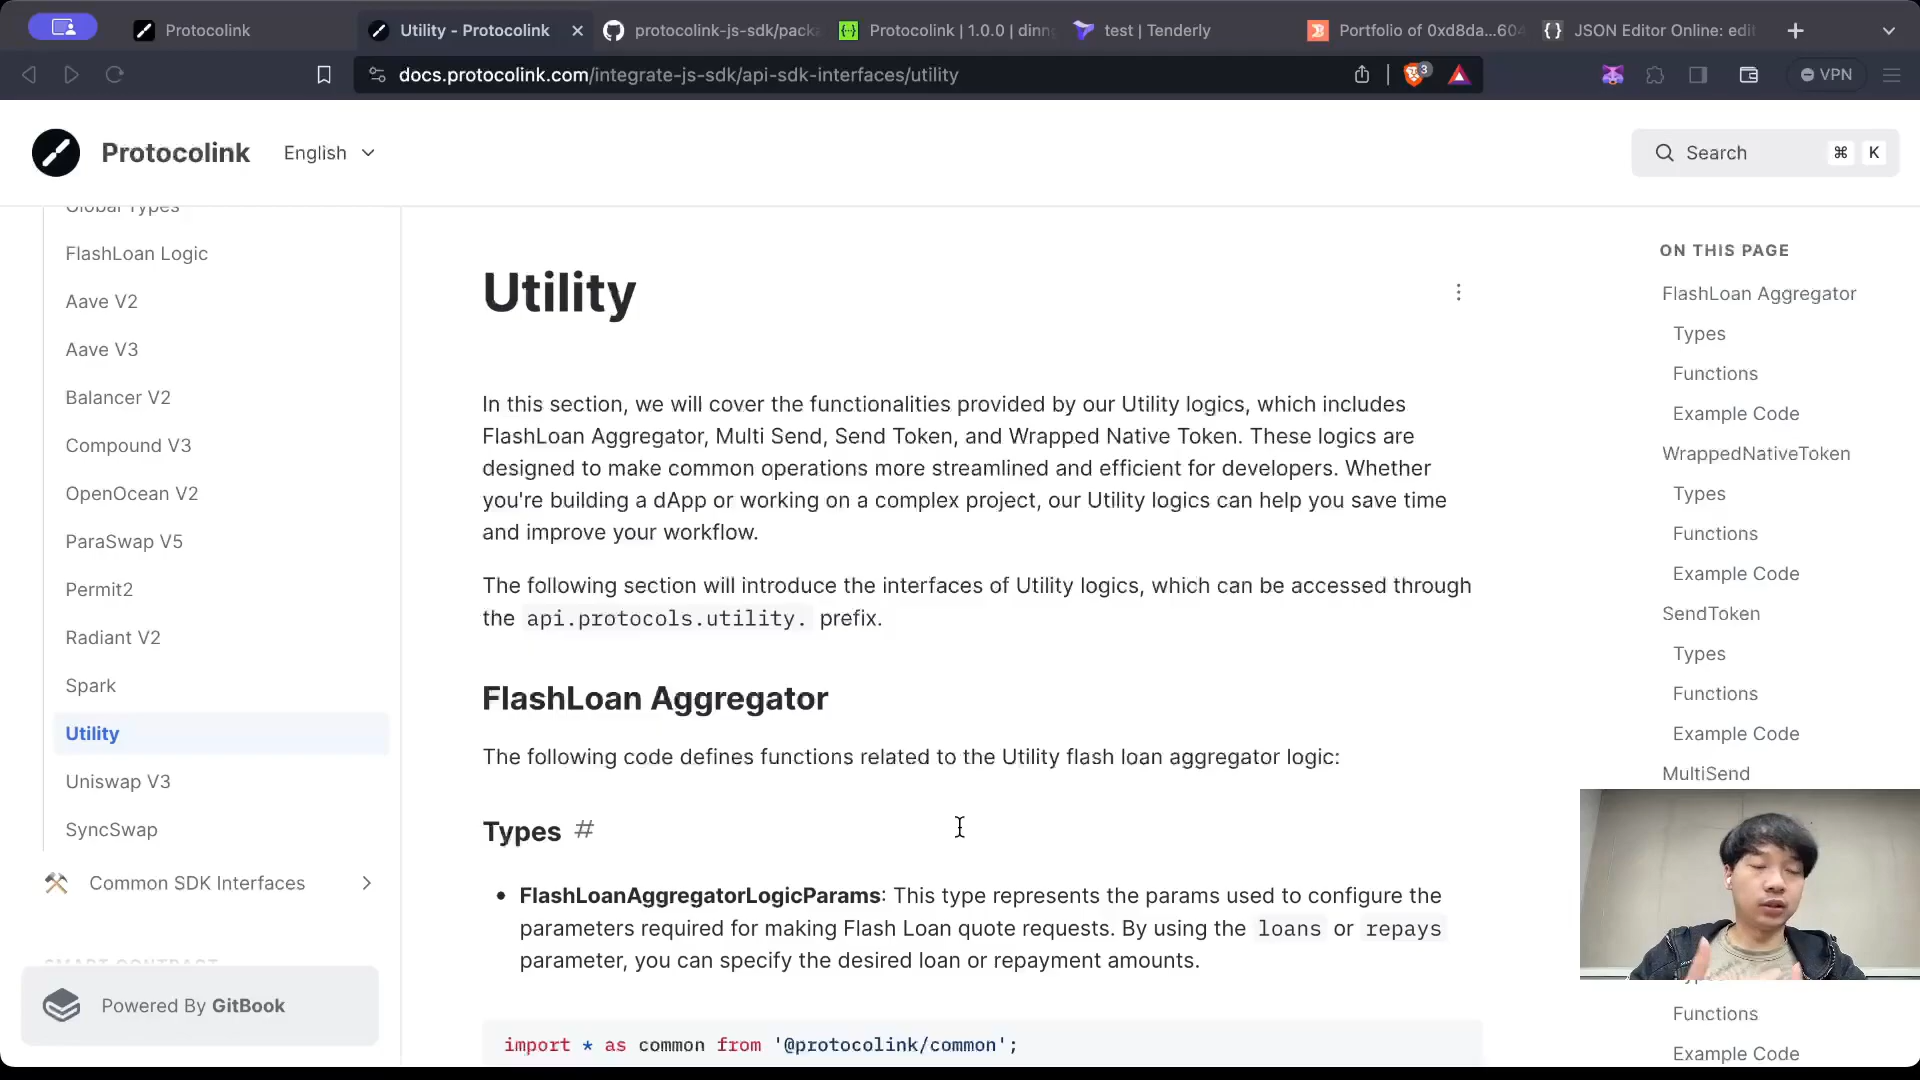 Protocolink
Utility - Protocolink
protocolink-js-sdk/packa
Protocolink | 1.0.0 | dinn
test | Tenderly
Portfolio of 0xd8da...604
JSON Editor Online: edit
docs.protocolink.com/integrate-js-sdk/api-sdk-interfaces/utility
3
VPN
Protocolink
English
Search
⌘ K
Global Types
FlashLoan Logic
Aave V2
Aave V3
Balancer V2
Compound V3
OpenOcean V2
ParaSwap V5
Permit2
Radiant V2
Spark
Utility
Uniswap V3
SyncSwap
Common SDK Interfaces
SMART CONTRACT
Powered By GitBook
Utility
In this section, we will cover the functionalities provided by our Utility logics, which includes
FlashLoan Aggregator, Multi Send, Send Token, and Wrapped Native Token. These logics are
designed to make common operations more streamlined and efficient for developers. Whether
you're building a dApp or working on a complex project, our Utility logics can help you save time
and improve your workflow.
The following section will introduce the interfaces of Utility logics, which can be accessed through
the api.protocols.utility. prefix.
FlashLoan Aggregator
The following code defines functions related to the Utility flash loan aggregator logic:
Types #
• FlashLoanAggregatorLogicParams: This type represents the params used to configure the
parameters required for making Flash Loan quote requests. By using the loans or repays
parameter, you can specify the desired loan or repayment amounts.
import * as common from '@protocolink/common';
ON THIS PAGE
FlashLoan Aggregator
Types
Functions
Example Code
WrappedNativeToken
Types
Functions
Example Code
SendToken
Types
Functions
Example Code
MultiSend
Functions
Example Code